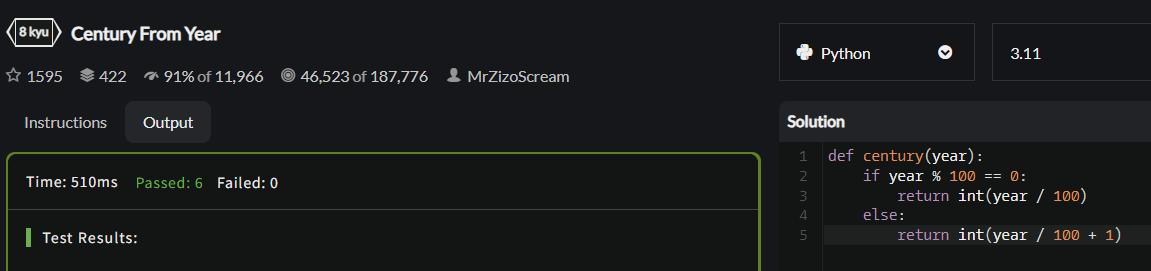 8 kyu Century From Year
1595 422 91% of 11,966 46,523 of 187,776 MrZizoScream
Instructions Output
Time: 510ms Passed: 6 Failed: 0
Test Results:
Python 3.11
Solution
1 def century(year):
2     if year % 100 == 0:
3         return int(year / 100)
4     else:
5         return int(year / 100 + 1)